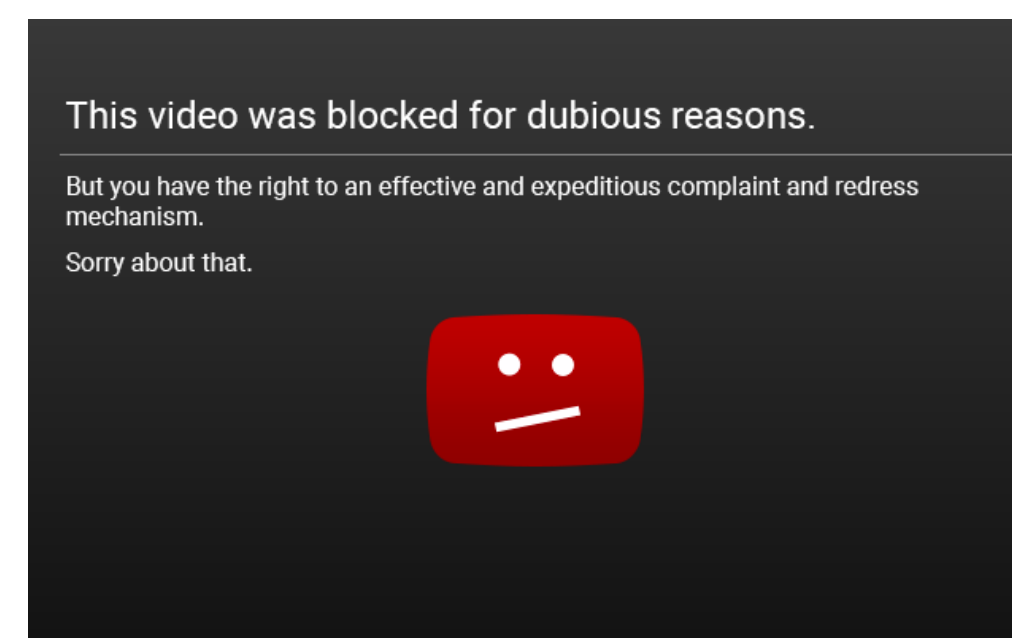 This video was blocked for dubious reasons.
But you have the right to an effective and expeditious complaint and redress
mechanism.
Sorry about that.